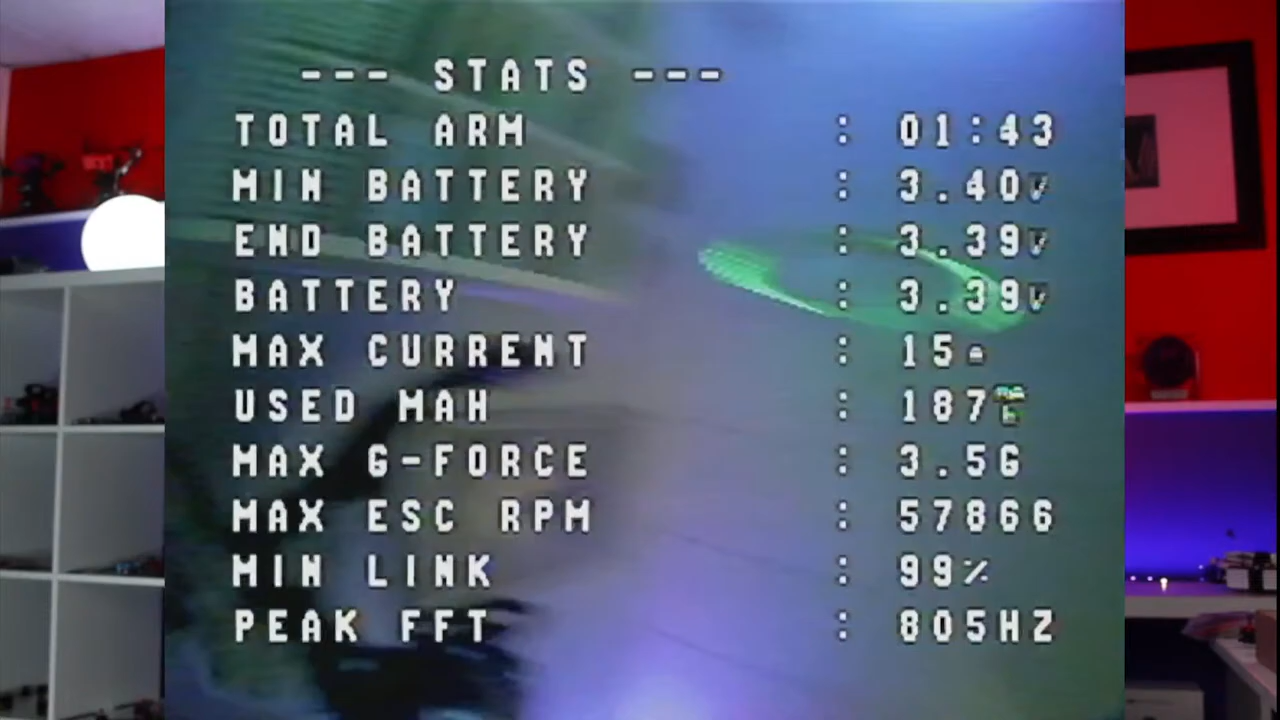 --- STATS ---
TOTAL ARM : 01:43
MIN BATTERY : 3.40V
END BATTERY : 3.39V
BATTERY : 3.39V
MAX CURRENT : 15A
USED MAH : 187
MAX G-FORCE : 3.5G
MAX ESC RPM : 57866
MIN LINK : 99%
PEAK FFT : 805HZ